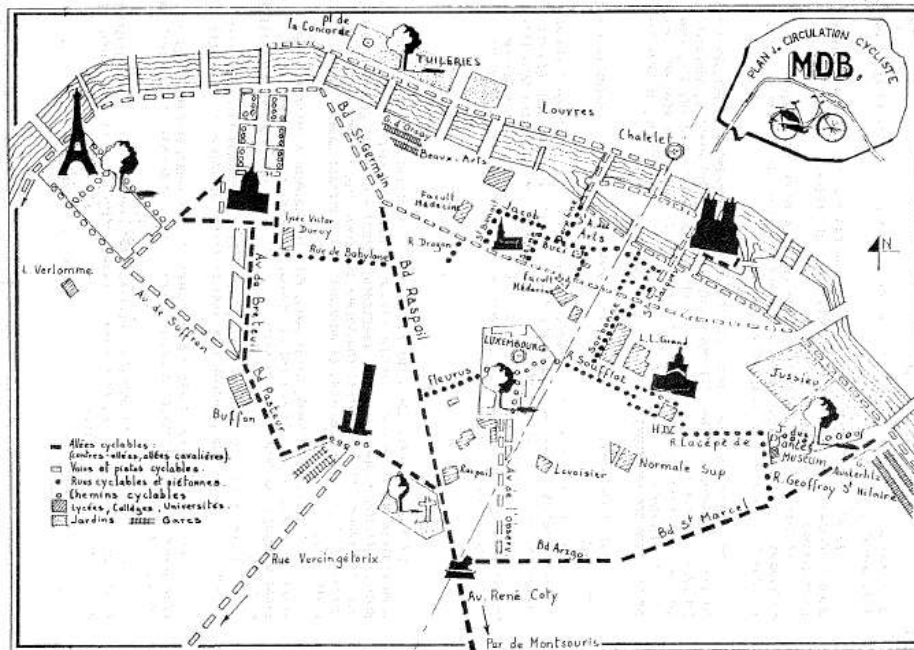 pl de
la Concorde
TUILERIES
PLAN de CIRCULATION CYCLISTE
MDB
Louvres
Chatelet
G. d'Orsay
Beaux-Arts
Bd St Germain
Facult
Médecine
Jacob
R. des
Arts
Buci
R. Dragon
Lycée Victor
Duruy
Rue de Babylone
N
L. Verlomme
Av de Suffren
Av de Breteuil
Bd Raspail
Facult
Médecine
LUXEMBOURG
L.L. Grand
R. Soufflot
Fleurus
Jussieu
Buffon
Bd Pasteur
H.IV
R. Lacépède
J. des
Plantes
MUSEUM
G.
Austerlitz
R. Geoffroy St Hilaire
Allées cyclables :
(contre-allées, allées cavalières).
Voies et pistes cyclables.
Rues cyclables et piétonnes.
Chemins cyclables
Lycées, Collèges, Universités.
Jardins Gares
Raspail
Av de l'Observ.
Lavoisier
Normale Sup
Bd St Marcel
Bd Arago
Rue Vercingétorix
Av. René Coty
Par de Montsouris